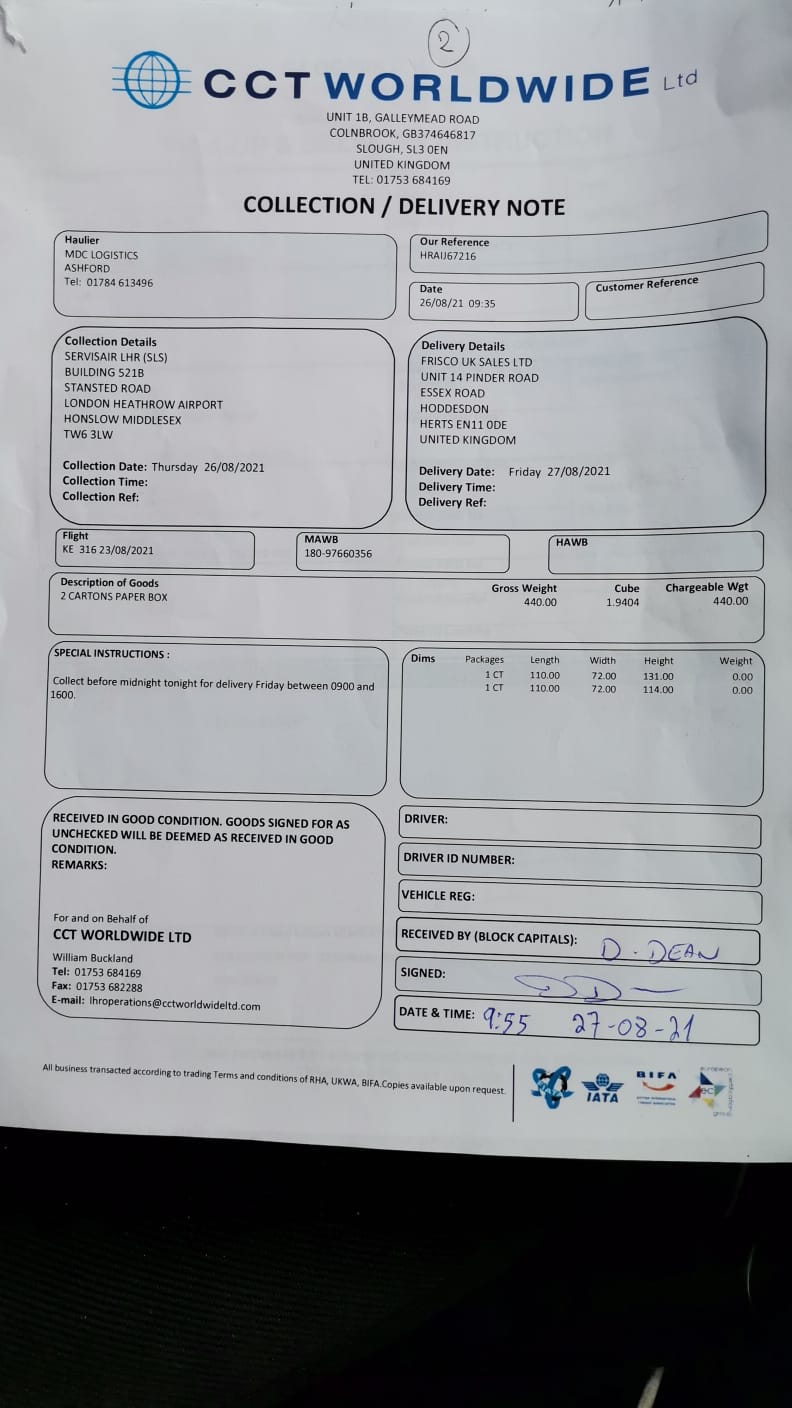 2
CCT WORLDWIDE Ltd
UNIT 1B, GALLEYMEAD ROAD
COLNBROOK, GB374646817
SLOUGH, SL3 0EN
UNITED KINGDOM
TEL: 01753 684169
COLLECTION / DELIVERY NOTE
Haulier
MDC LOGISTICS
ASHFORD
Tel: 01784 613496
Our Reference
HRAIJ67216
Date
26/08/21 09:35
Customer Reference
Collection Details
SERVISAIR LHR (SLS)
BUILDING 521B
STANSTED ROAD
LONDON HEATHROW AIRPORT
HONSLOW MIDDLESEX
TW6 3LW
Collection Date: Thursday 26/08/2021
Collection Time:
Collection Ref:
Delivery Details
FRISCO UK SALES LTD
UNIT 14 PINDER ROAD
ESSEX ROAD
HODDESDON
HERTS EN11 0DE
UNITED KINGDOM
Delivery Date: Friday 27/08/2021
Delivery Time:
Delivery Ref:
Flight
KE 316 23/08/2021
MAWB
180-97660356
HAWB
Description of Goods Gross Weight Cube Chargeable Wgt
2 CARTONS PAPER BOX 440.00 1.9404 440.00
SPECIAL INSTRUCTIONS :
Collect before midnight tonight for delivery Friday between 0900 and
1600.
Dims Packages Length Width Height Weight
1 CT 110.00 72.00 131.00 0.00
1 CT 110.00 72.00 114.00 0.00
RECEIVED IN GOOD CONDITION. GOODS SIGNED FOR AS
UNCHECKED WILL BE DEEMED AS RECEIVED IN GOOD
CONDITION.
REMARKS:
For and on Behalf of
CCT WORLDWIDE LTD
William Buckland
Tel: 01753 684169
Fax: 01753 682288
E-mail: lhroperations@cctworldwideltd.com
DRIVER:
DRIVER ID NUMBER:
VEHICLE REG:
RECEIVED BY (BLOCK CAPITALS): D. DEAN
SIGNED:
DATE & TIME: 9:55 27-08-21
All business transacted according to trading Terms and conditions of RHA, UKWA, BIFA.Copies available upon request.
IATA
BIFA
european
ec
certification
group